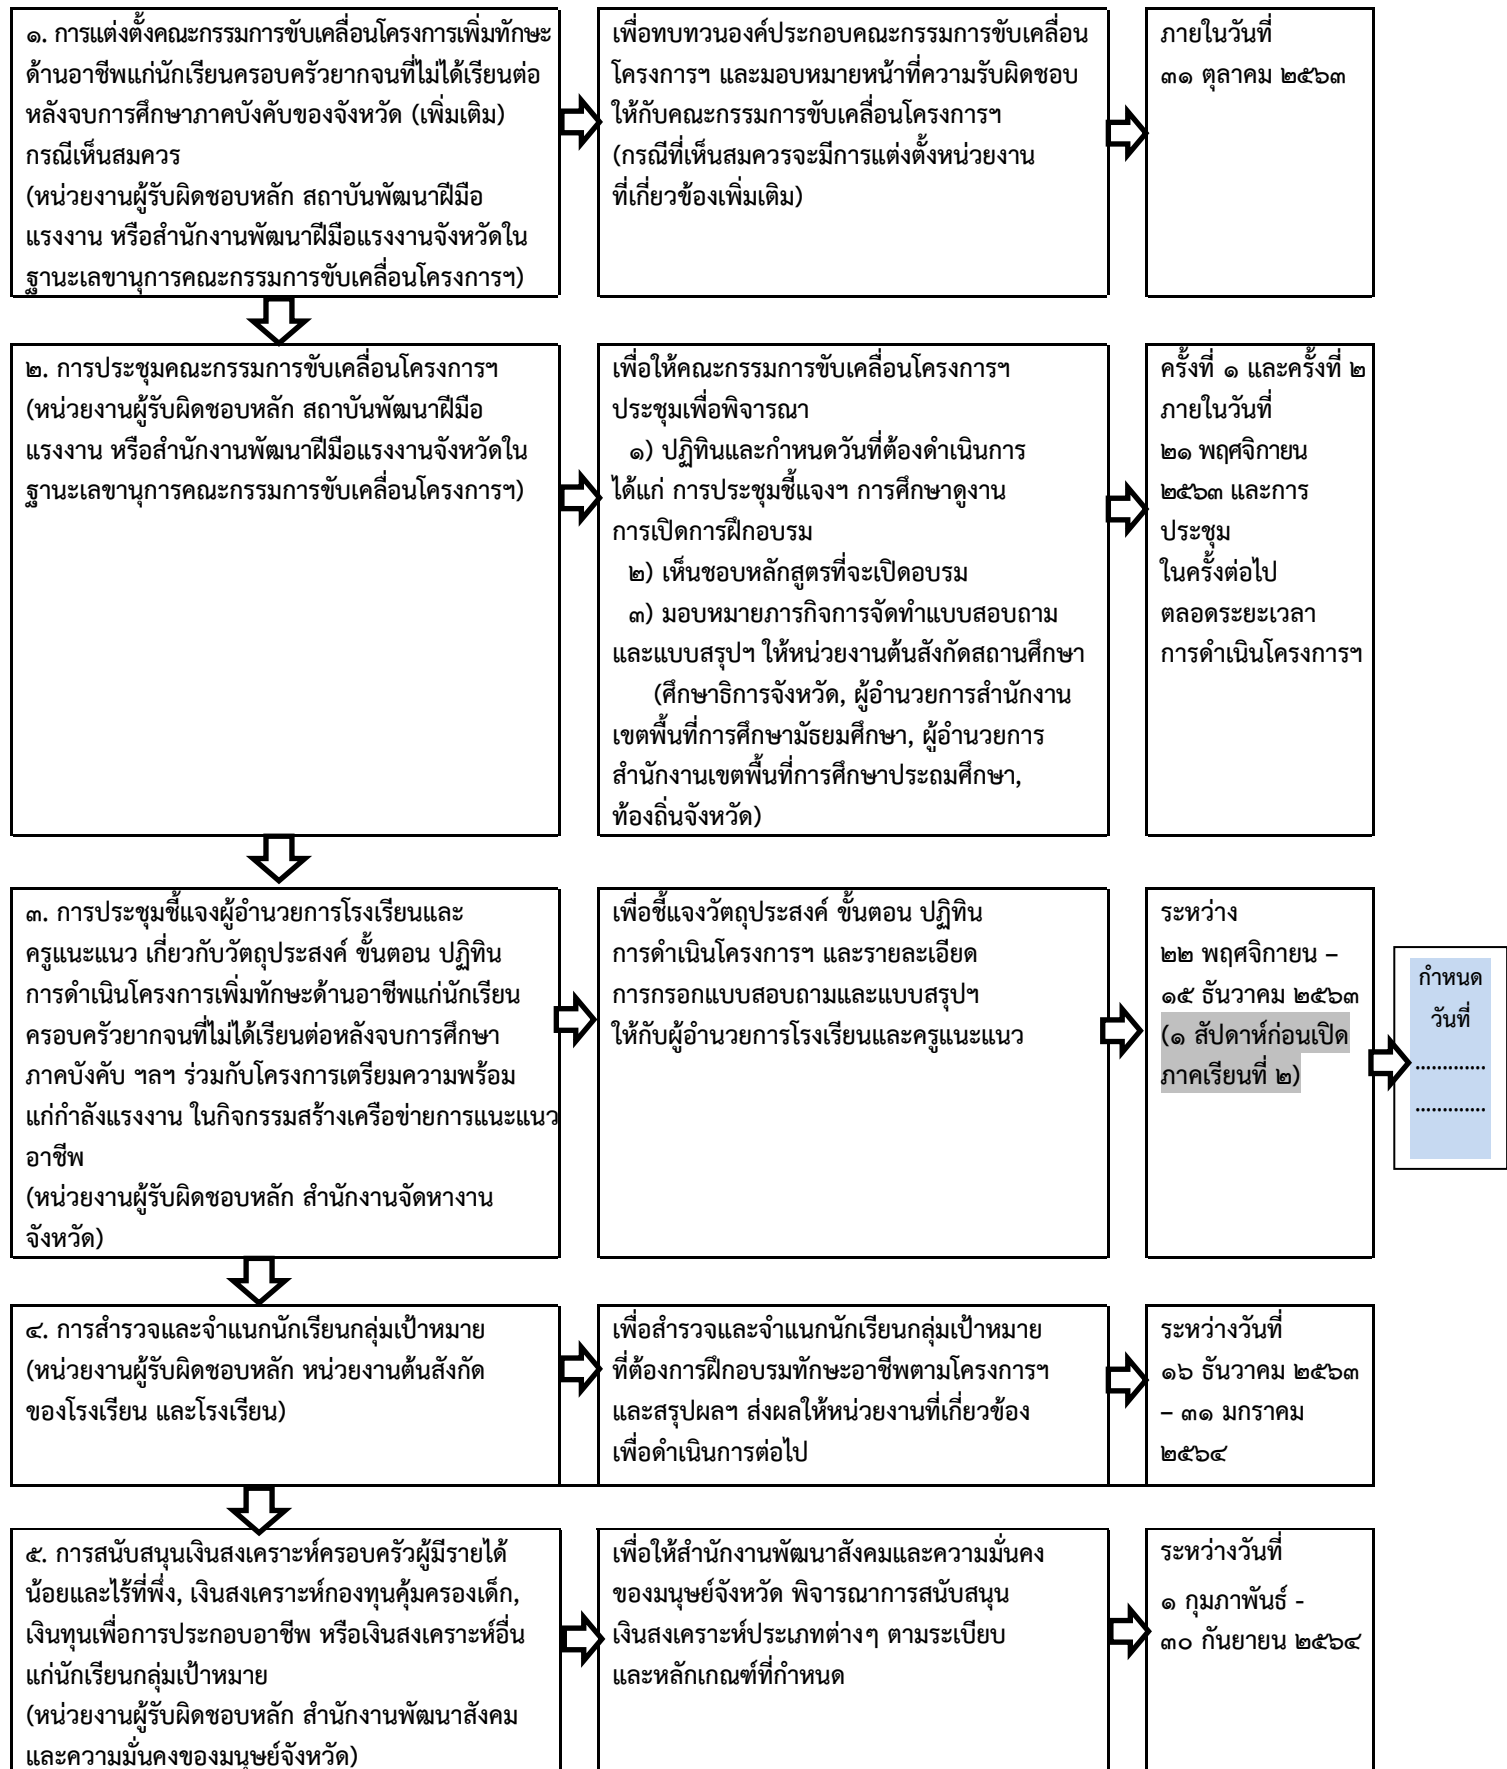 ๑. การแต่งตั้งคณะกรรมการขับเคลื่อนโครงการเพิ่มทักษะ
ด้านอาชีพแก่นักเรียนครอบครัวยากจนที่ไม่ได้เรียนต่อ
หลังจบการศึกษาภาคบังคับของจังหวัด (เพิ่มเติม)
กรณีเห็นสมควร
(หน่วยงานผู้รับผิดชอบหลัก สถาบันพัฒนาฝีมือ
แรงงาน หรือสำนักงานพัฒนาฝีมือแรงงานจังหวัดใน
ฐานะเลขานุการคณะกรรมการขับเคลื่อนโครงการฯ)
เพื่อทบทวนองค์ประกอบคณะกรรมการขับเคลื่อน
โครงการฯ และมอบหมายหน้าที่ความรับผิดชอบ
ให้กับคณะกรรมการขับเคลื่อนโครงการฯ
(กรณีที่เห็นสมควรจะมีการแต่งตั้งหน่วยงาน
ที่เกี่ยวข้องเพิ่มเติม)
ภายในวันที่
๓๑ ตุลาคม ๒๕๖๓
๒. การประชุมคณะกรรมการขับเคลื่อนโครงการฯ
(หน่วยงานผู้รับผิดชอบหลัก สถาบันพัฒนาฝีมือ
แรงงาน หรือสำนักงานพัฒนาฝีมือแรงงานจังหวัดใน
ฐานะเลขานุการคณะกรรมการขับเคลื่อนโครงการฯ)
เพื่อให้คณะกรรมการขับเคลื่อนโครงการฯ
ประชุมเพื่อพิจารณา
๑) ปฏิทินและกำหนดวันที่ต้องดำเนินการ
ได้แก่ การประชุมชี้แจงฯ การศึกษาดูงาน
การเปิดการฝึกอบรม
๒) เห็นชอบหลักสูตรที่จะเปิดอบรม
๓) มอบหมายภารกิจการจัดทำแบบสอบถาม
และแบบสรุปฯ ให้หน่วยงานต้นสังกัดสถานศึกษา
(ศึกษาธิการจังหวัด, ผู้อำนวยการสำนักงาน
เขตพื้นที่การศึกษามัธยมศึกษา, ผู้อำนวยการ
สำนักงานเขตพื้นที่การศึกษาประถมศึกษา,
ท้องถิ่นจังหวัด)
ครั้งที่ ๑ และครั้งที่ ๒
ภายในวันที่
๒๑ พฤศจิกายน
๒๕๖๓ และการ
ประชุม
ในครั้งต่อไป
ตลอดระยะเวลา
การดำเนินโครงการฯ
๓. การประชุมชี้แจงผู้อำนวยการโรงเรียนและ
ครูแนะแนว เกี่ยวกับวัตถุประสงค์ ขั้นตอน ปฏิทิน
การดำเนินโครงการเพิ่มทักษะด้านอาชีพแก่นักเรียน
ครอบครัวยากจนที่ไม่ได้เรียนต่อหลังจบการศึกษา
ภาคบังคับ ฯลฯ ร่วมกับโครงการเตรียมความพร้อม
แก่กำลังแรงงาน ในกิจกรรมสร้างเครือข่ายการแนะแนว
อาชีพ
(หน่วยงานผู้รับผิดชอบหลัก สำนักงานจัดหางาน
จังหวัด)
เพื่อชี้แจงวัตถุประสงค์ ขั้นตอน ปฏิทิน
การดำเนินโครงการฯ และรายละเอียด
การกรอกแบบสอบถามและแบบสรุปฯ
ให้กับผู้อำนวยการโรงเรียนและครูแนะแนว
ระหว่าง
๒๒ พฤศจิกายน –
๑๕ ธันวาคม ๒๕๖๓
(๑ สัปดาห์ก่อนเปิด
ภาคเรียนที่ ๒)
กำหนด
วันที่
.............
.............
๔. การสำรวจและจำแนกนักเรียนกลุ่มเป้าหมาย
(หน่วยงานผู้รับผิดชอบหลัก หน่วยงานต้นสังกัด
ของโรงเรียน และโรงเรียน)
เพื่อสำรวจและจำแนกนักเรียนกลุ่มเป้าหมาย
ที่ต้องการฝึกอบรมทักษะอาชีพตามโครงการฯ
และสรุปผลฯ ส่งผลให้หน่วยงานที่เกี่ยวข้อง
เพื่อดำเนินการต่อไป
ระหว่างวันที่
๑๖ ธันวาคม ๒๕๖๓
– ๓๑ มกราคม
๒๕๖๔
๕. การสนับสนุนเงินสงเคราะห์ครอบครัวผู้มีรายได้
น้อยและไร้ที่พึ่ง, เงินสงเคราะห์กองทุนคุ้มครองเด็ก,
เงินทุนเพื่อการประกอบอาชีพ หรือเงินสงเคราะห์อื่น
แก่นักเรียนกลุ่มเป้าหมาย
(หน่วยงานผู้รับผิดชอบหลัก สำนักงานพัฒนาสังคม
และความมั่นคงของมนุษย์จังหวัด)
เพื่อให้สำนักงานพัฒนาสังคมและความมั่นคง
ของมนุษย์จังหวัด พิจารณาการสนับสนุน
เงินสงเคราะห์ประเภทต่างๆ ตามระเบียบ
และหลักเกณฑ์ที่กำหนด
ระหว่างวันที่
๑ กุมภาพันธ์ -
๓๐ กันยายน ๒๕๖๔